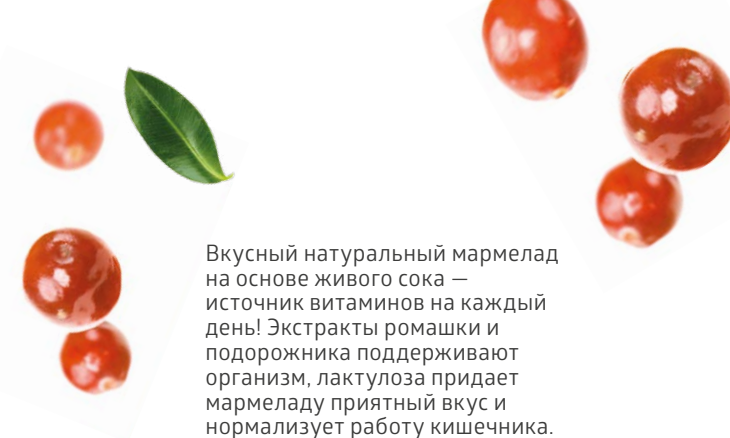 Вкусный натуральный мармелад
на основе живого сока —
источник витаминов на каждый
день! Экстракты ромашки и
подорожника поддерживают
организм, лактулоза придает
мармеладу приятный вкус и
нормализует работу кишечника.